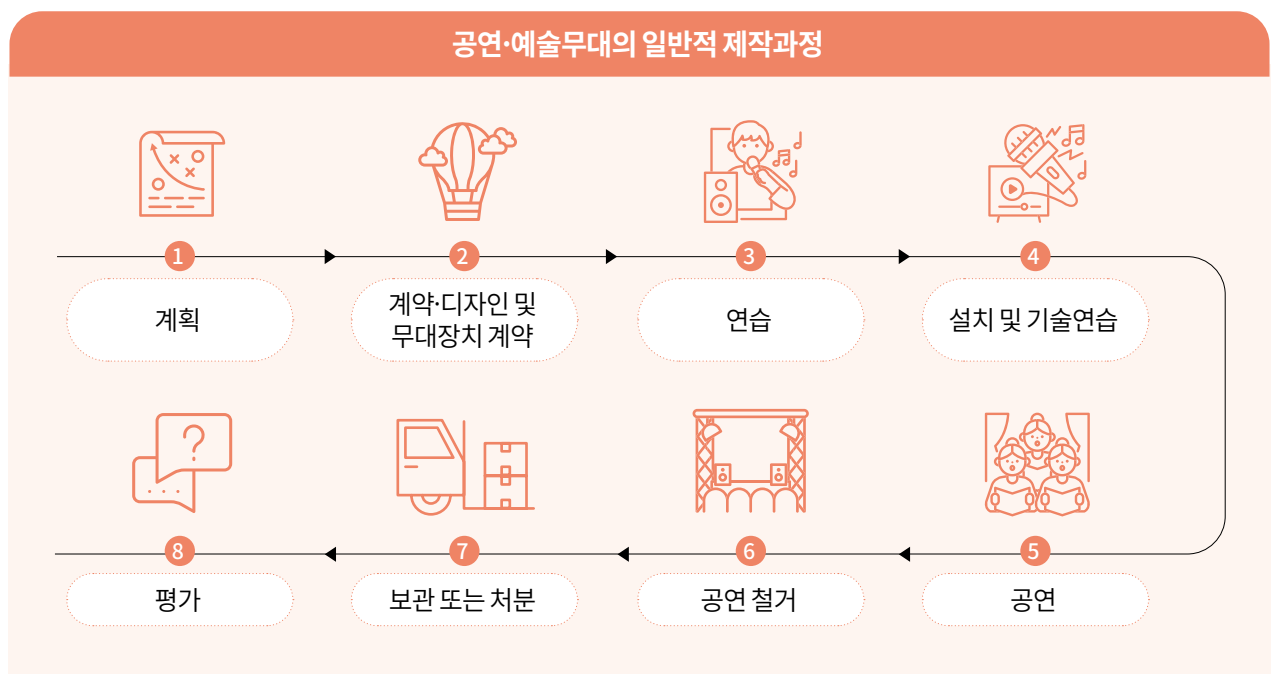 공연·예술무대의 일반적 제작과정
1
계획
2
계약·디자인 및
무대장치 계약
3
연습
4
설치 및 기술연습
5
공연
6
공연 철거
7
보관 또는 처분
8
평가
?